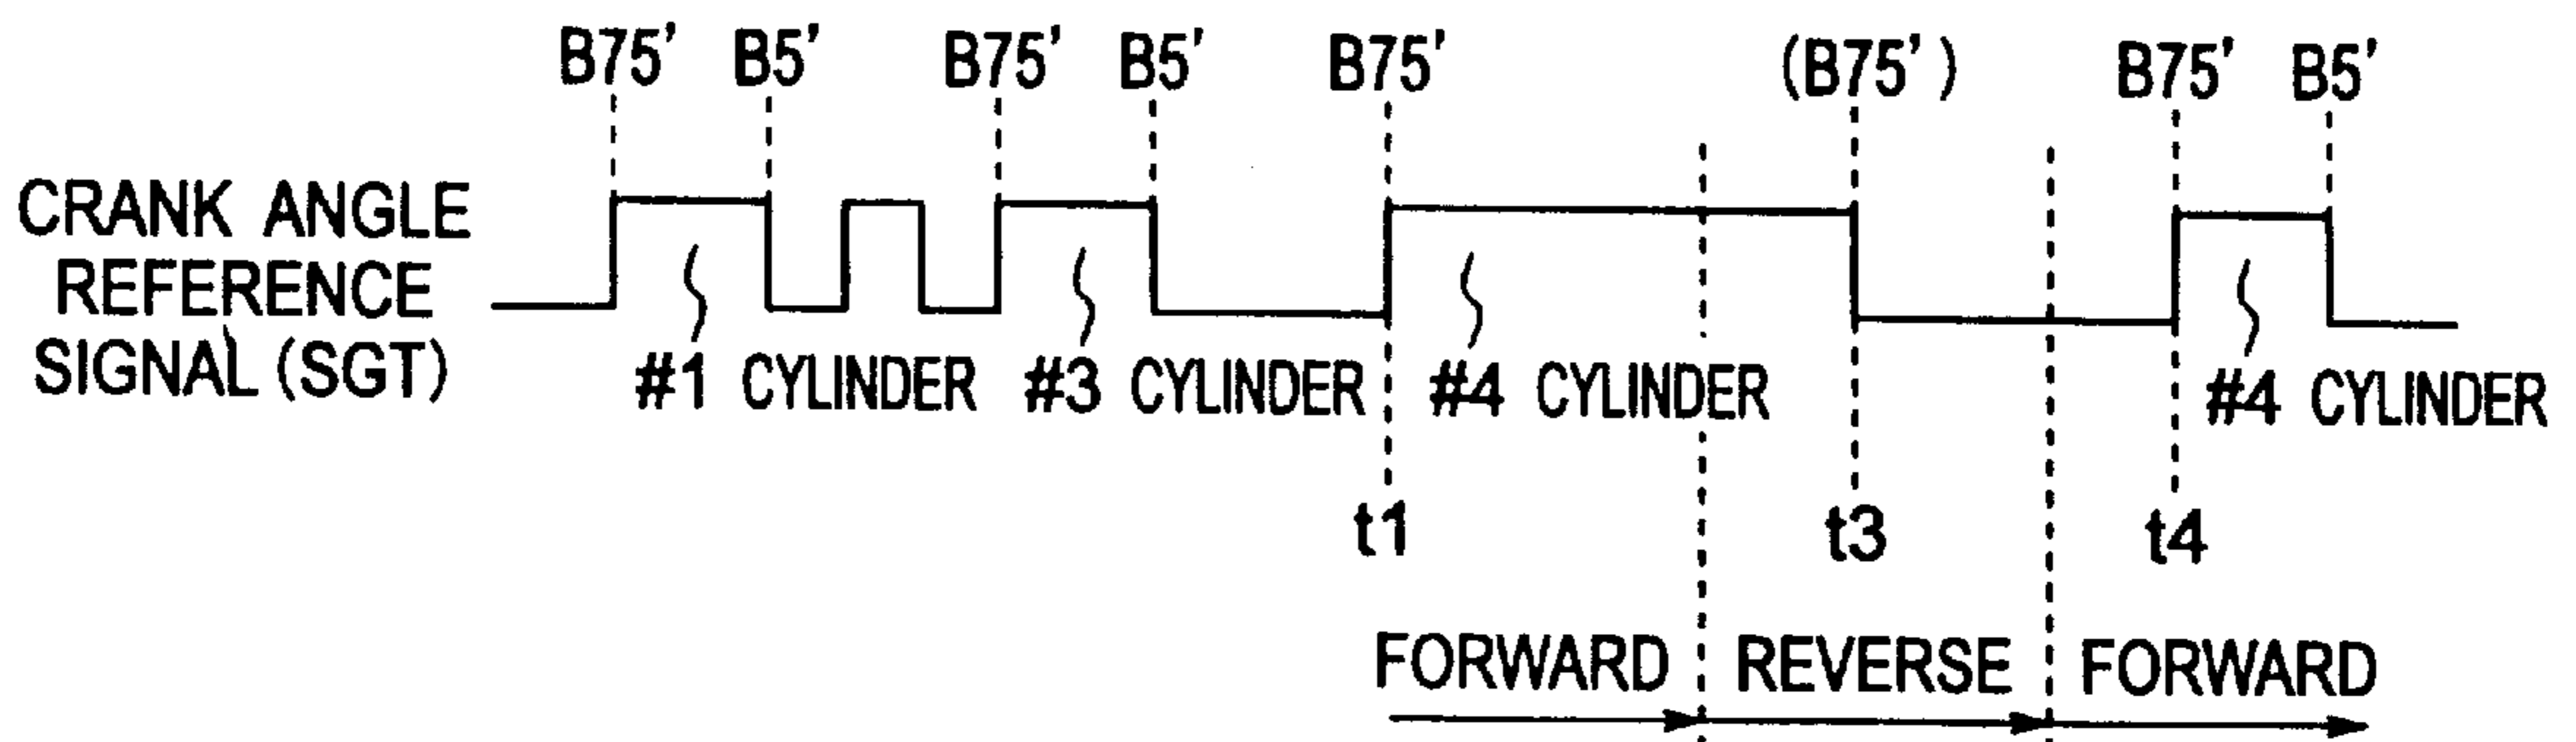 B75' B5' B75' B5' B75' (B75') B75' B5'
CRANK ANGLE
REFERENCE
SIGNAL (SGT)
#1 CYLINDER #3 CYLINDER #4 CYLINDER #4 CYLINDER
t1 t3 t4
FORWARD REVERSE FORWARD